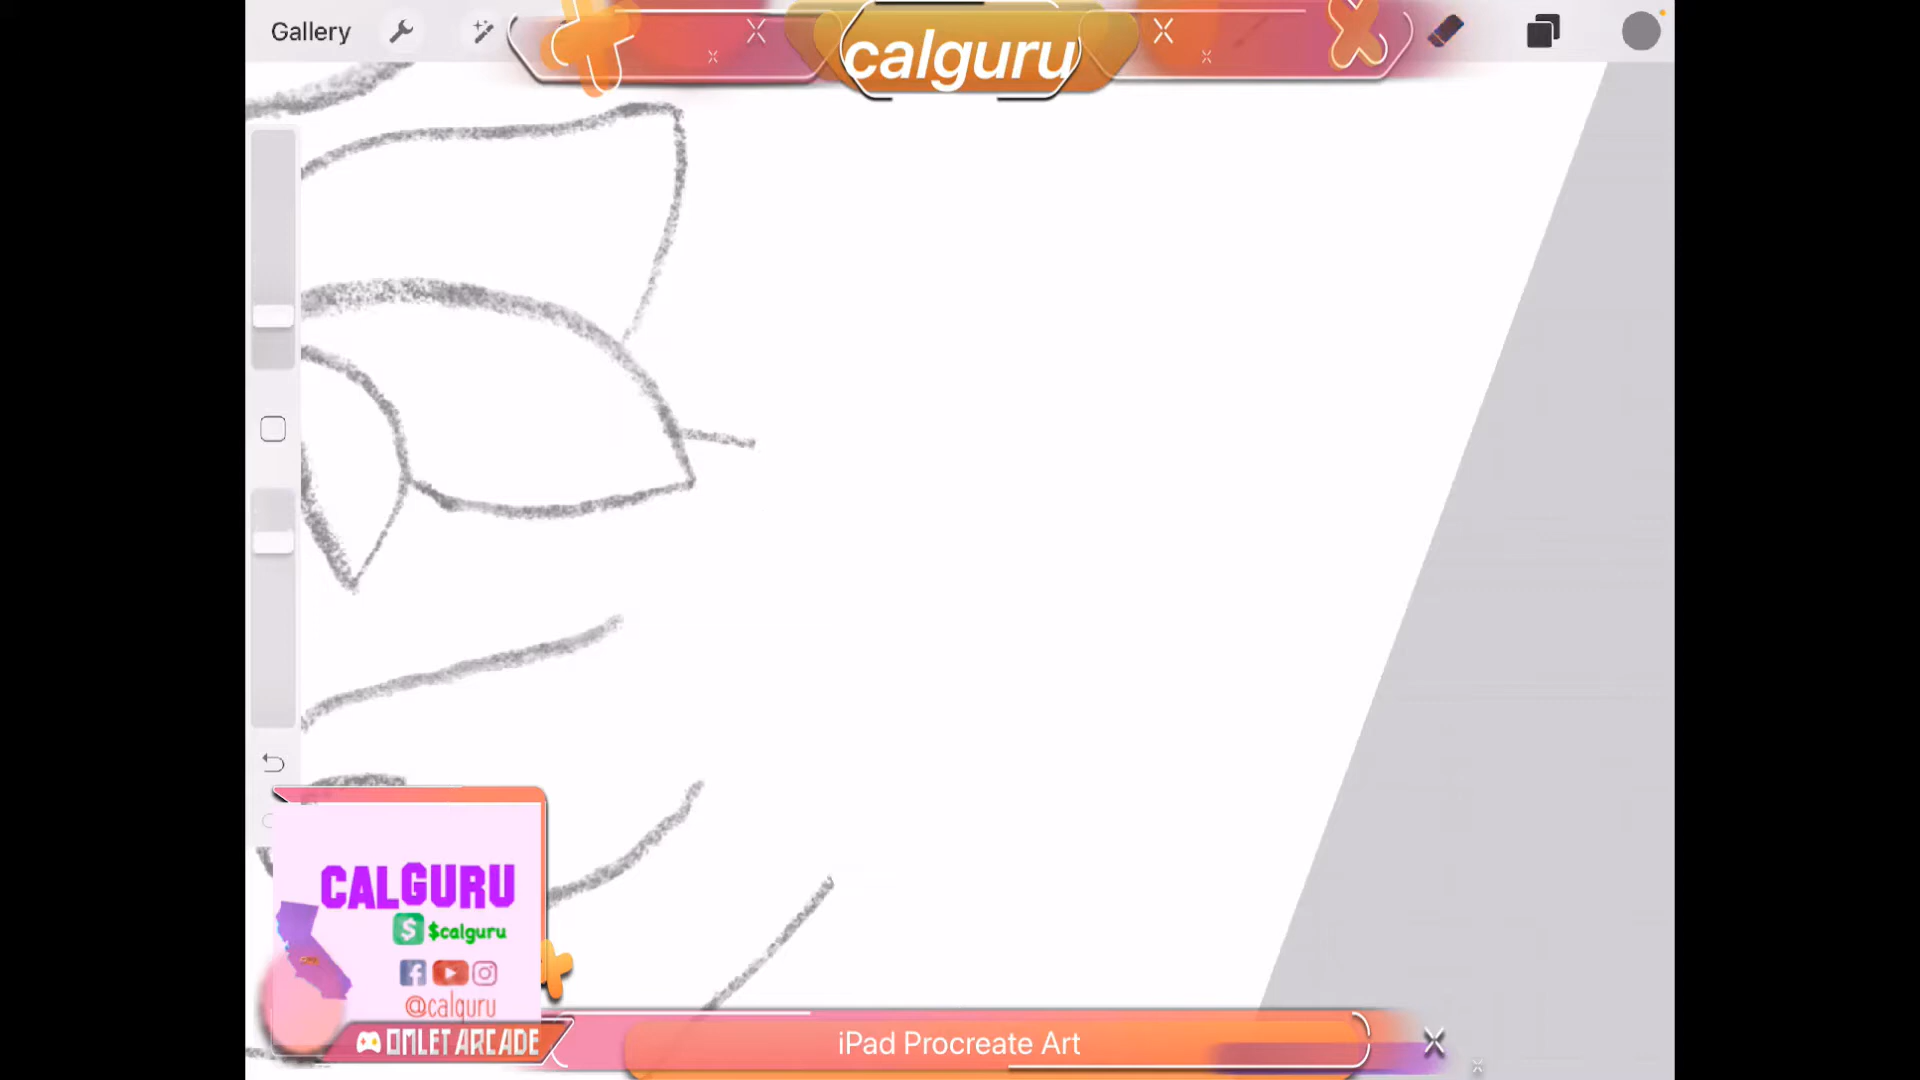 Gallery
calguru
CALGURU
$ $calguru
@calguru
OMLET ARCADE
iPad Procreate Art